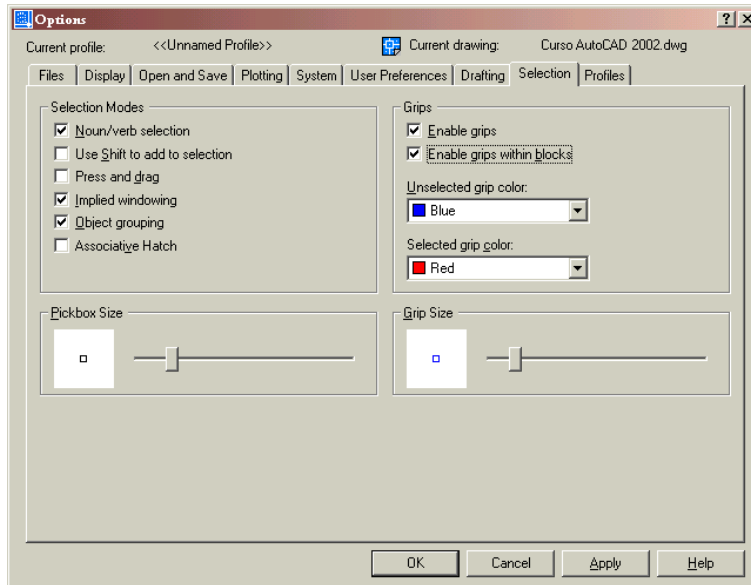 Options
Current profile: <<Unnamed Profile>> Current drawing: Curso AutoCAD 2002.dwg
Files Display Open and Save Plotting System User Preferences Drafting Selection Profiles
Selection Modes
Noun/verb selection
Use Shift to add to selection
Press and drag
Implied windowing
Object grouping
Associative Hatch
Grips
Enable grips
Enable grips within blocks
Unselected grip color:
Blue
Selected grip color:
Red
Pickbox Size
Grip Size
OK Cancel Apply Help